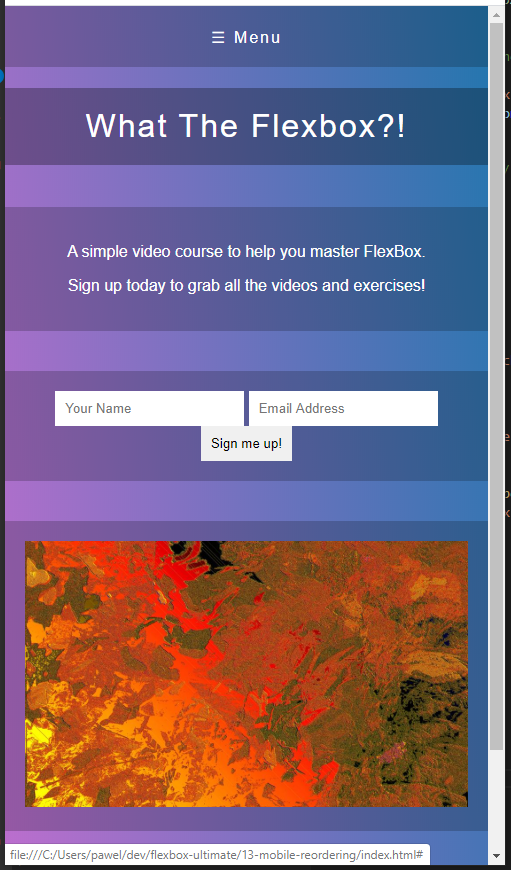 ☰ Menu
What The Flexbox?!
A simple video course to help you master FlexBox.
Sign up today to grab all the videos and exercises!
Your Name Email Address
Sign me up!
file:///C:/Users/pawel/dev/flexbox-ultimate/13-mobile-reordering/index.html#